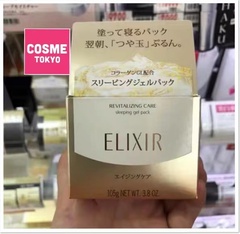 COSME
TOKYO
塗って寝るパック
翌朝、「つや玉」ぷるん。
コラーゲンGL配合
スリーピングジェルパック
REVITALIZING CARE
sleeping gel pack
ELIXIR
エイジングケア
105g NET WT. 3.8 OZ.
HAKU